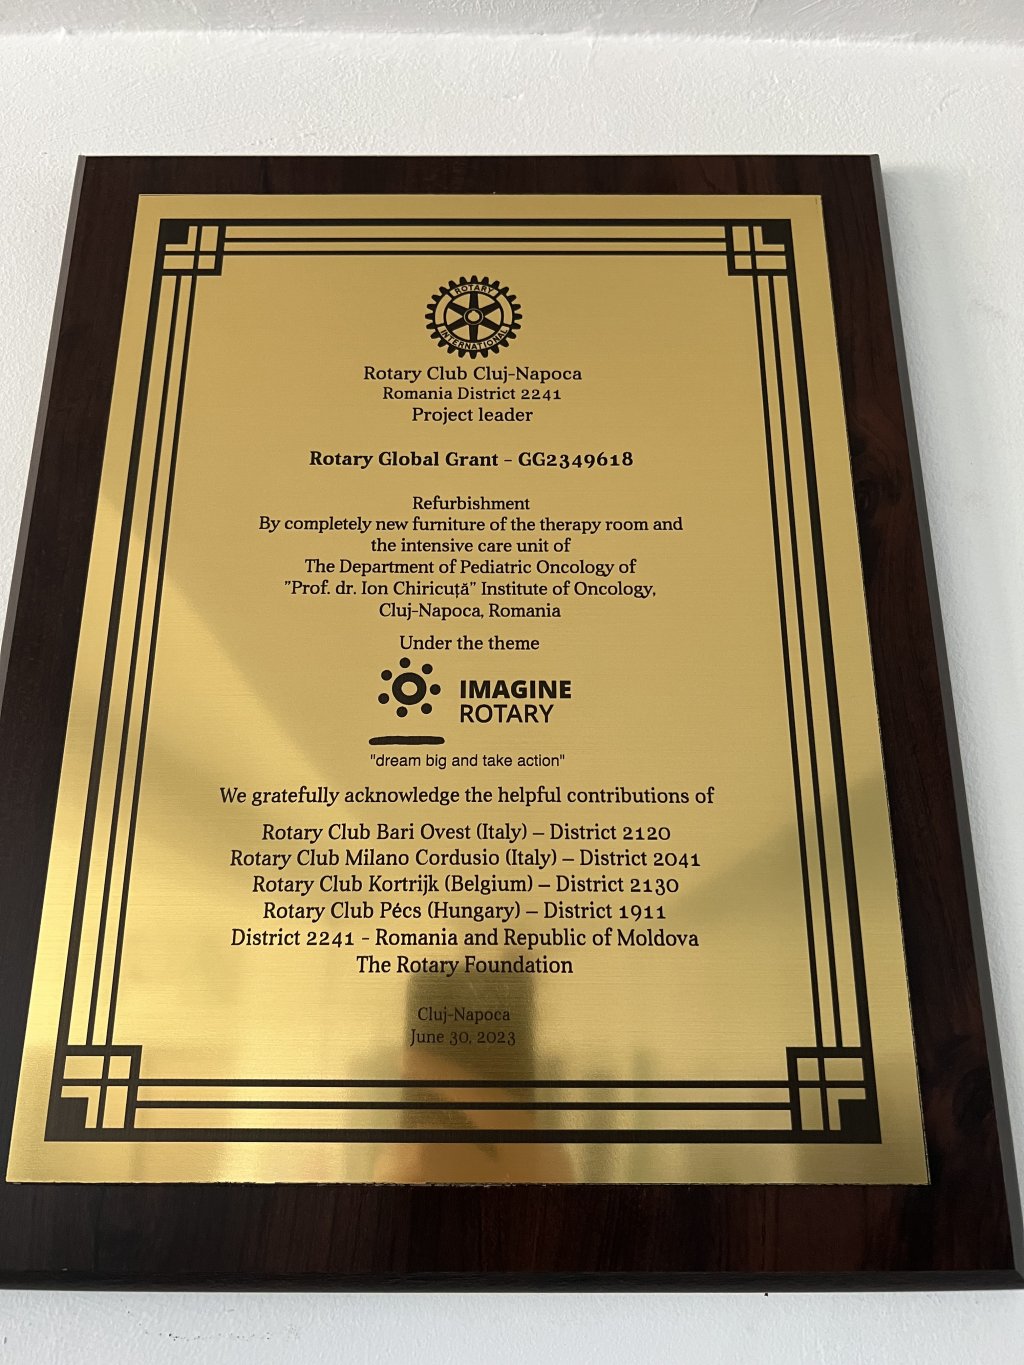 ROTARY
INTERNATIONAL
Rotary Club Cluj-Napoca
Romania District 2241
Project leader
Rotary Global Grant - GG2349618
Refurbishment
By completely new furniture of the therapy room and
the intensive care unit of
The Department of Pediatric Oncology of
"Prof. dr. Ion Chiricuță" Institute of Oncology,
Cluj-Napoca, Romania
Under the theme
IMAGINE
ROTARY
"dream big and take action"
We gratefully acknowledge the helpful contributions of
Rotary Club Bari Ovest (Italy) – District 2120
Rotary Club Milano Cordusio (Italy) – District 2041
Rotary Club Kortrijk (Belgium) – District 2130
Rotary Club Pécs (Hungary) – District 1911
District 2241 - Romania and Republic of Moldova
The Rotary Foundation
Cluj-Napoca
June 30, 2023